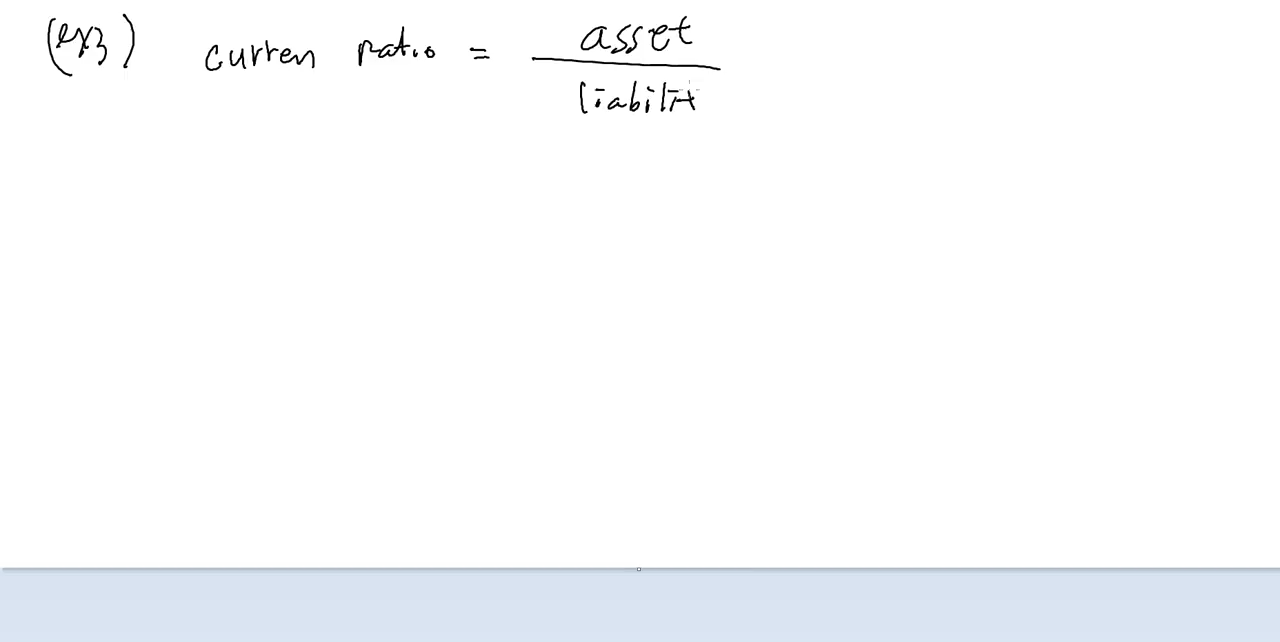 (ex3) curren ratio = asset
liabilit